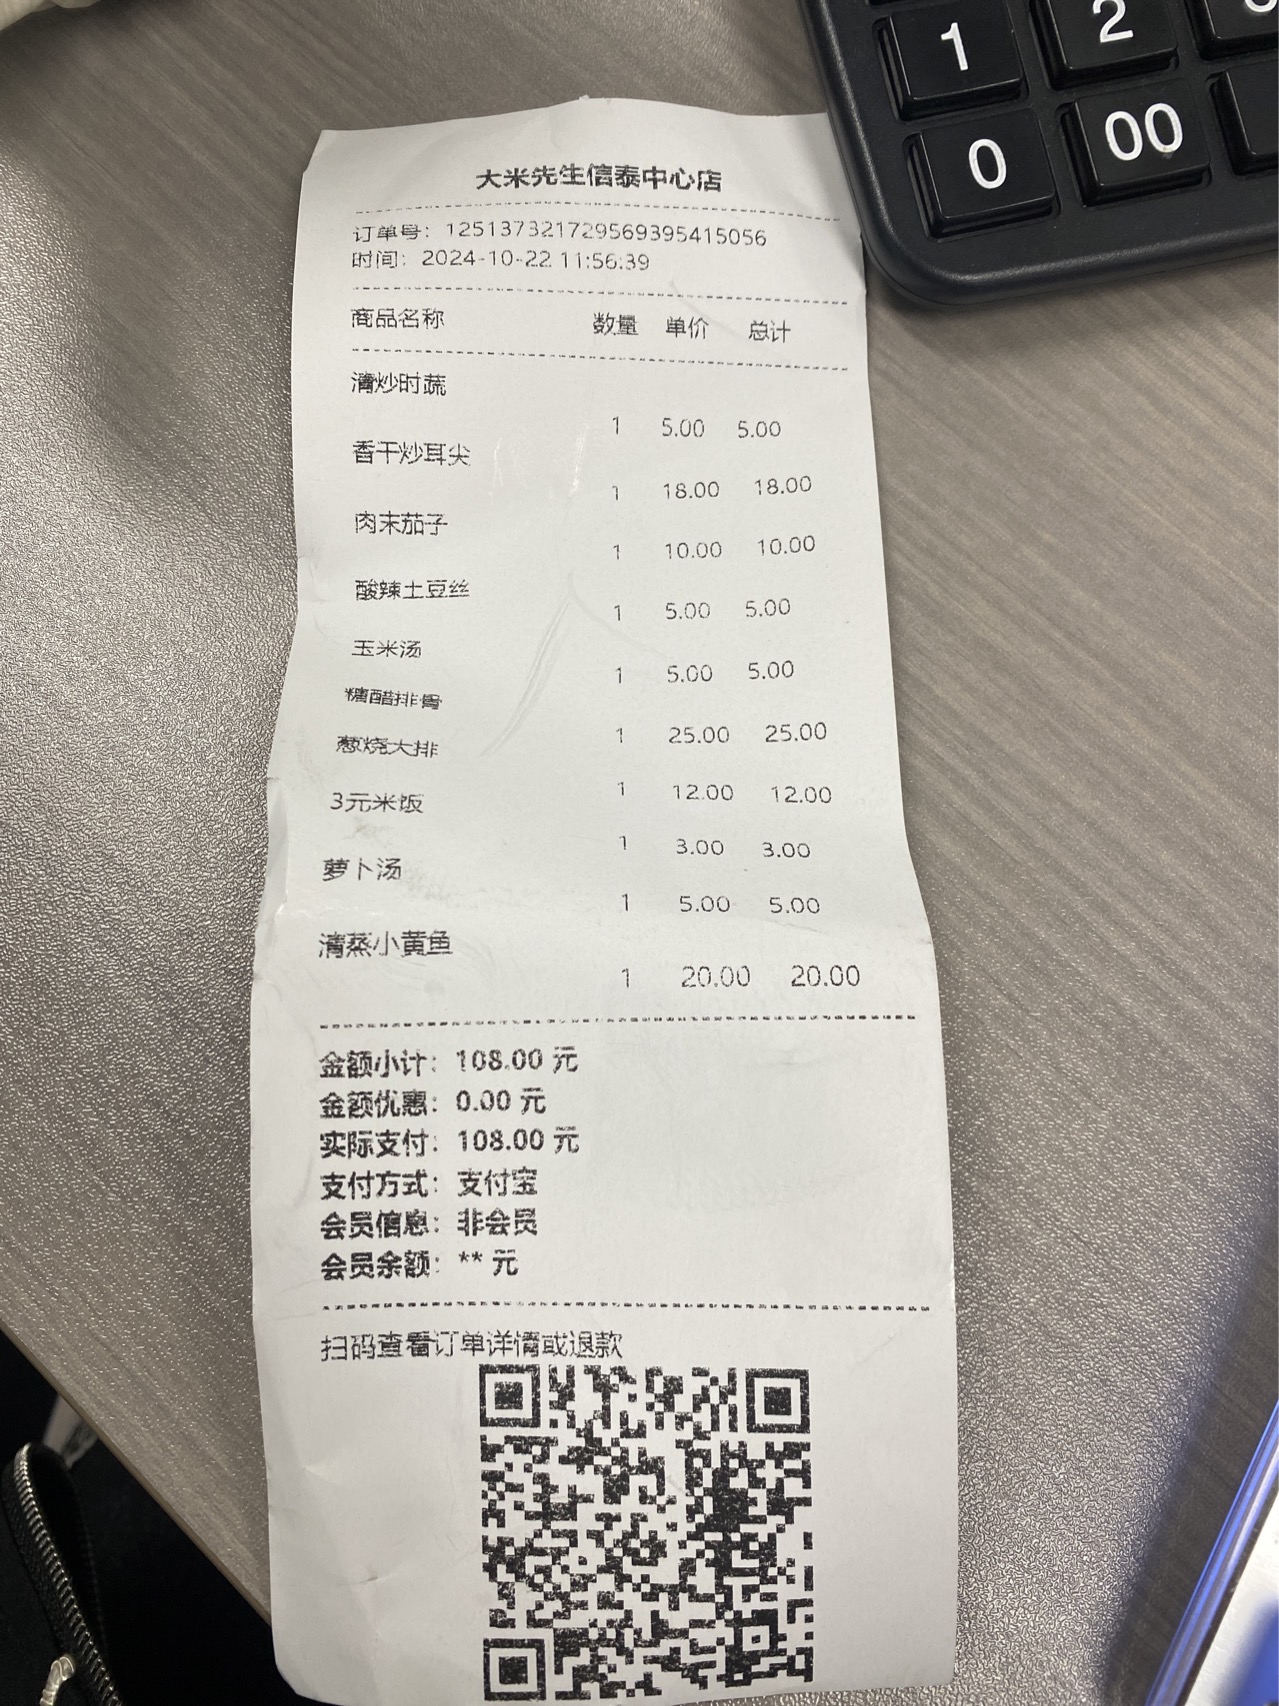 1
2
0
00
大米先生信泰中心店
订单号：1251373217295693954​15056
时间：2024-10-22 11:56:39
商品名称 数量 单价 总计
清炒时蔬
1 5.00 5.00
香干炒耳尖
1 18.00 18.00
肉末茄子
1 10.00 10.00
酸辣土豆丝
1 5.00 5.00
玉米汤
1 5.00 5.00
糖醋排骨
1 25.00 25.00
葱烧大排
1 12.00 12.00
3元米饭
1 3.00 3.00
萝卜汤
1 5.00 5.00
清蒸小黄鱼
1 20.00 20.00
金额小计：108.00 元
金额优惠：0.00 元
实际支付：108.00 元
支付方式：支付宝
会员信息：非会员
会员余额：** 元
扫码查看订单详情或退款